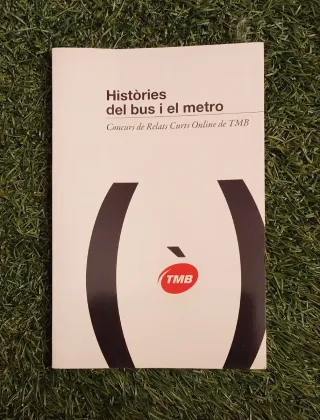 Històries
del bus i el metro
Concurs de Relats Curts Online de TMB
( ` )
TMB